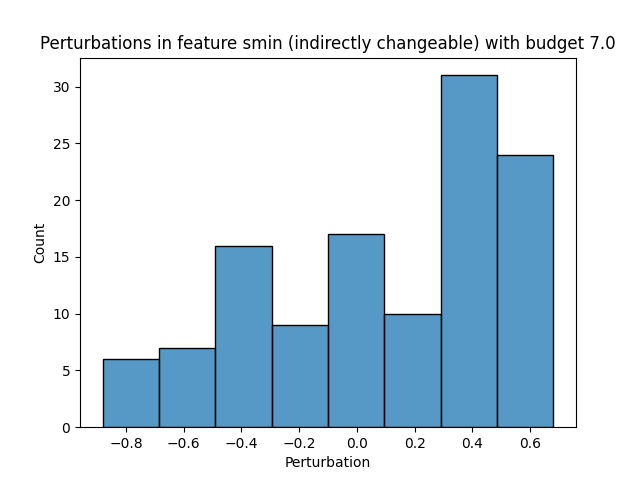 Perturbations in feature smin (indirectly changeable) with budget 7.0
30
25
20
15
10
5
0
Count
−0.8 −0.6 −0.4 −0.2 0.0 0.2 0.4 0.6
Perturbation